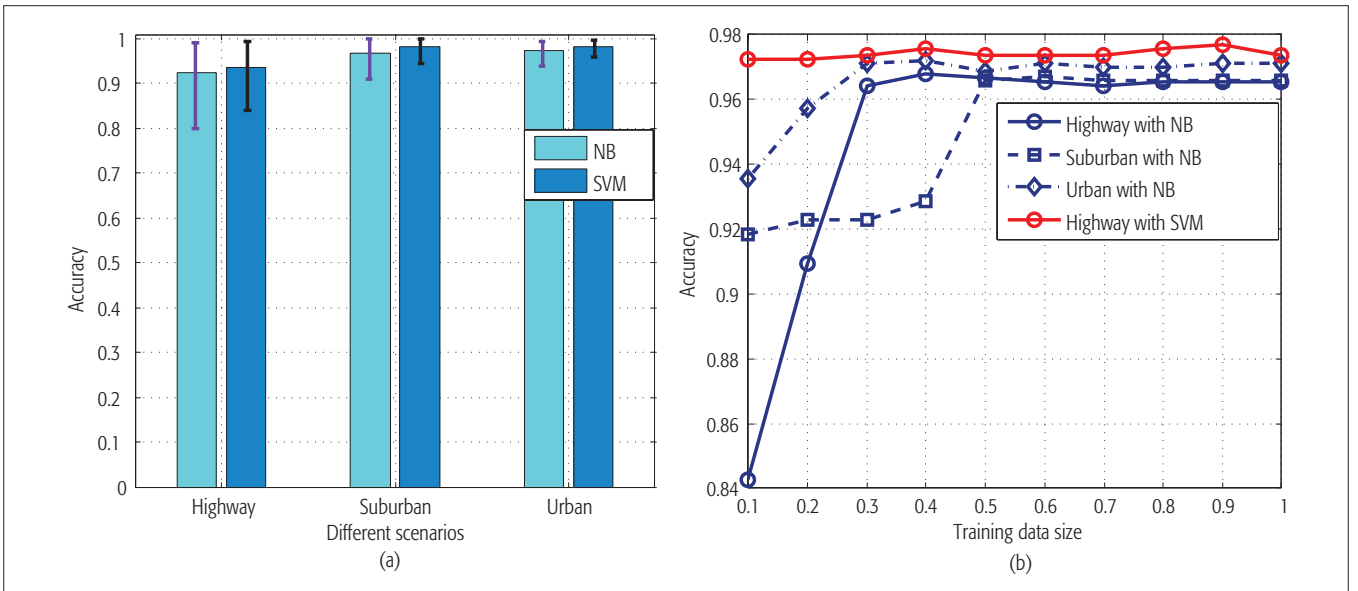 1
0.9
0.8
0.7
0.6
0.5
0.4
0.3
0.2
0.1
0
Accuracy
NB
SVM
Highway Suburban Urban
Different scenarios
(a)
0.98
0.96
0.94
0.92
0.9
0.88
0.86
0.84
Accuracy
Highway with NB
Suburban with NB
Urban with NB
Highway with SVM
0.1 0.2 0.3 0.4 0.5 0.6 0.7 0.8 0.9 1
Training data size
(b)